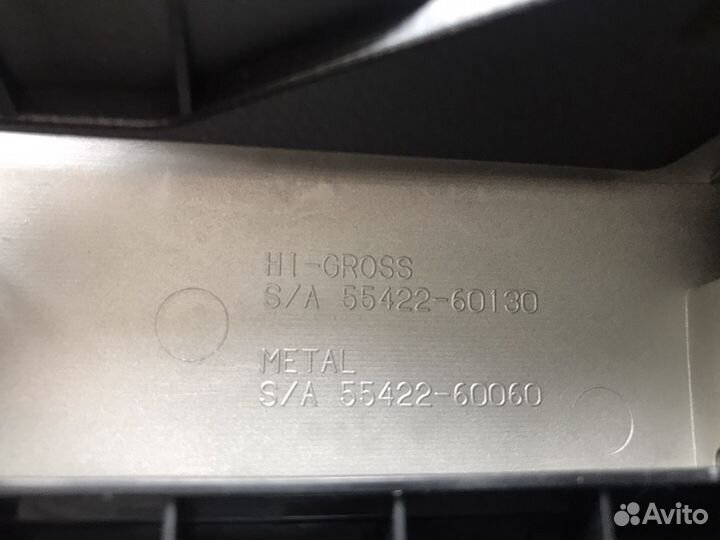 HI-GROSS
S/A 55422-60130
METAL
S/A 55422-60060
Avito